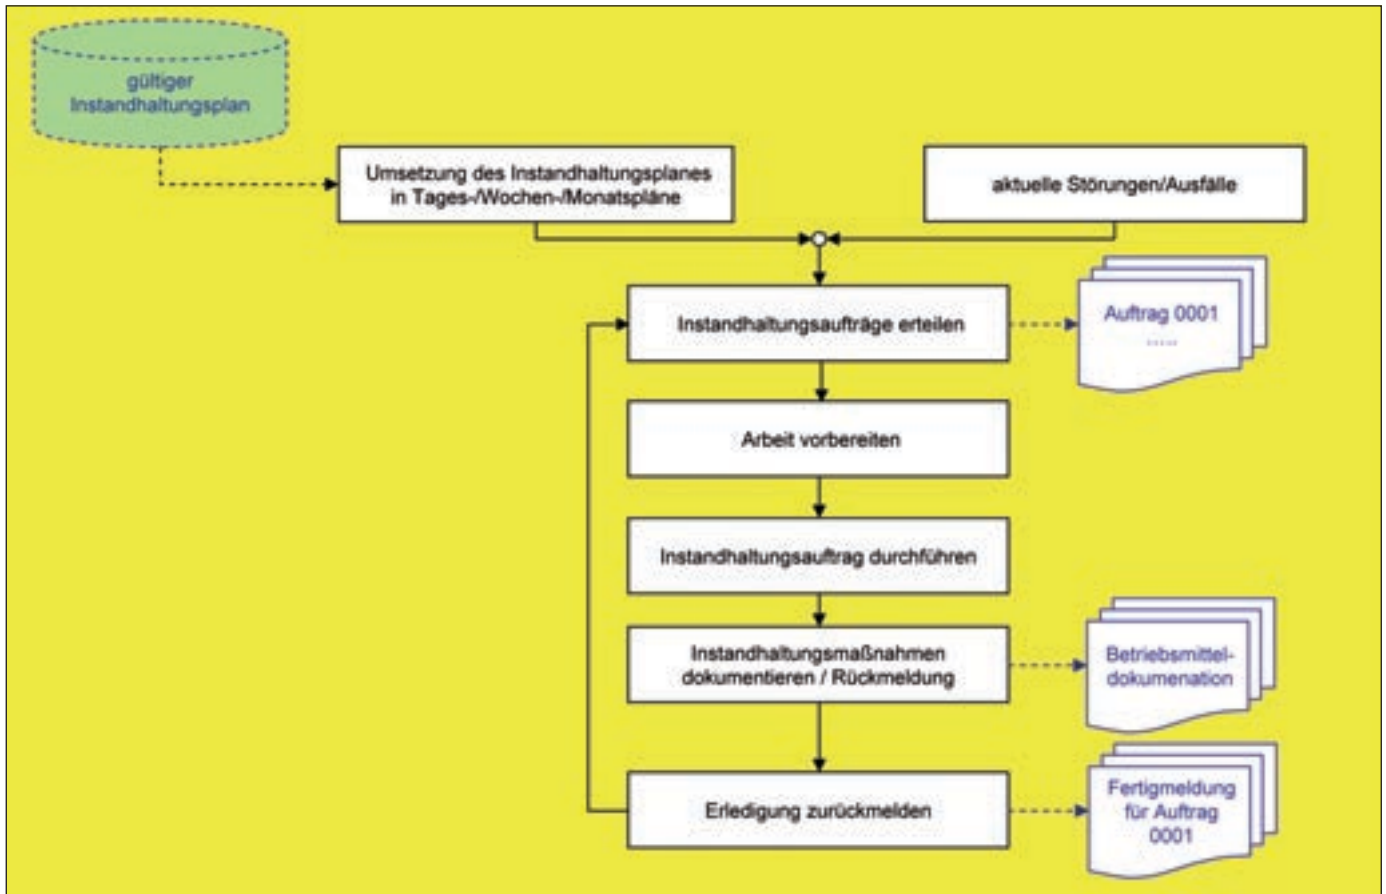 gültiger
Instandhaltungsplan
Umsetzung des Instandhaltungsplanes
in Tages-/Wochen-/Monatspläne
aktuelle Störungen/Ausfälle
Instandhaltungsaufträge erteilen
Auftrag 0001
.....
Arbeit vorbereiten
Instandhaltungsauftrag durchführen
Instandhaltungsmaßnahmen
dokumentieren / Rückmeldung
Betriebsmittel-
dokumenation
Erledigung zurückmelden
Fertigmeldung
für Auftrag
0001